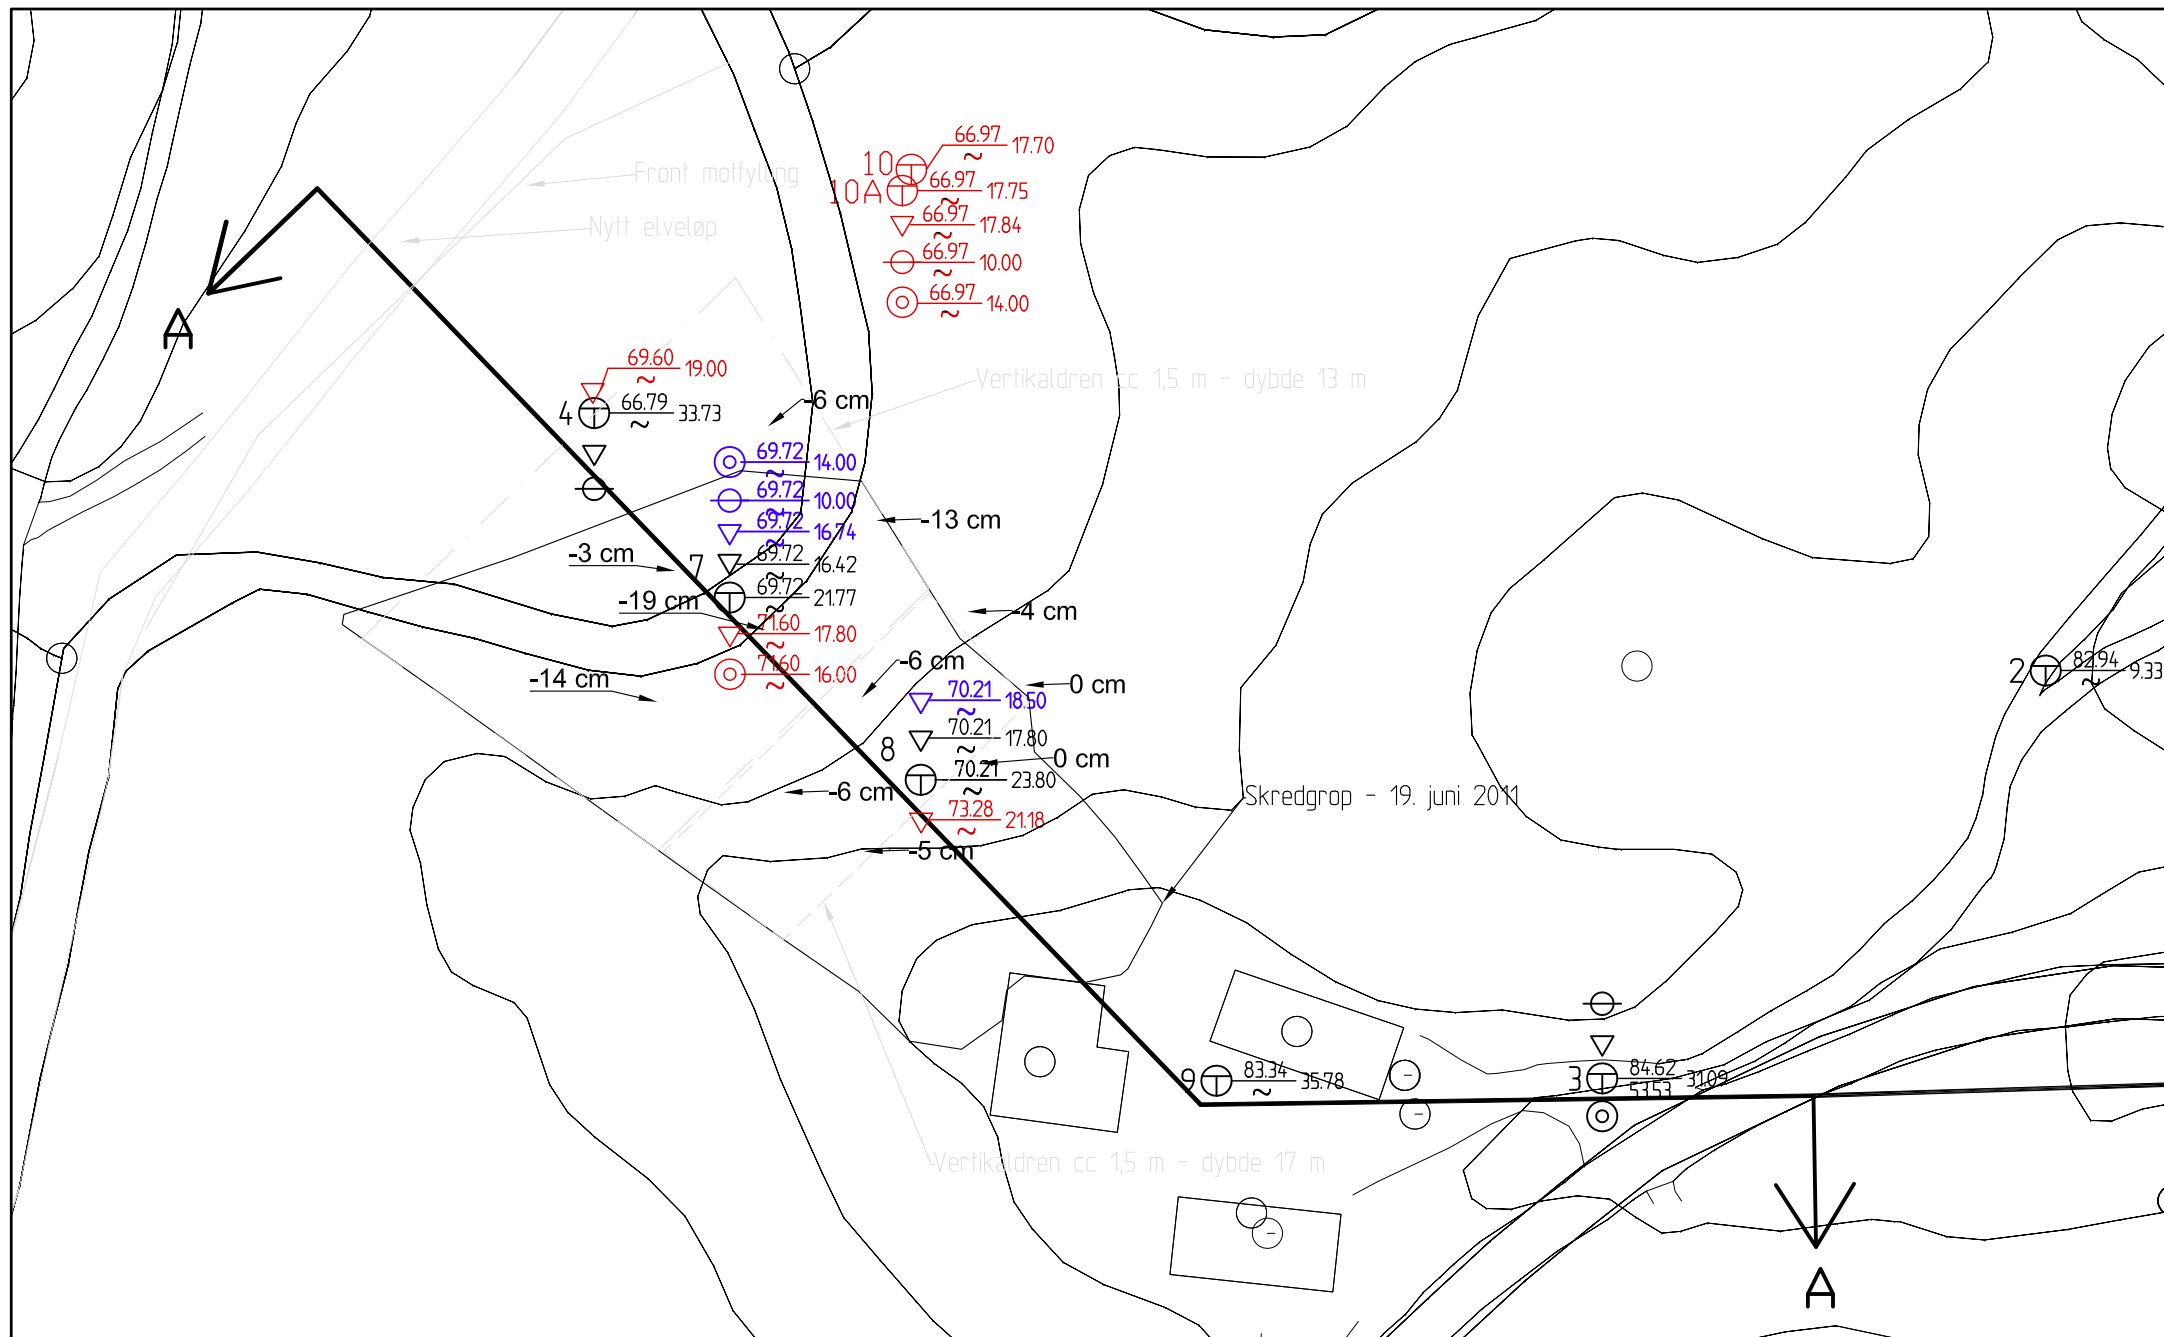 66.97 17.70
10
10A 66.97 17.75
66.97 17.84
66.97 10.00
66.97 14.00
Front motfylling
Nytt elveløp
A
69.60 19.00
4 66.79 33.73
Vertikaldren cc 1,5 m - dybde 13 m
-6 cm
69.72 14.00
69.72 10.00
69.72 16.74
-13 cm
-3 cm
7 69.72 16.42
69.72 21.77
-19 cm
71.60 17.80
71.60 16.00
-4 cm
-6 cm
-14 cm
0 cm
70.21 18.50
70.21 17.80
8
0 cm
70.21 23.80
-6 cm
73.28 21.18
-5 cm
2 82.94 9.33
Skredgrop - 19. juni 2011
9 83.34 35.78
3 84.62 31.09
53.53
Vertikaldren cc 1,5 m - dybde 17 m
A